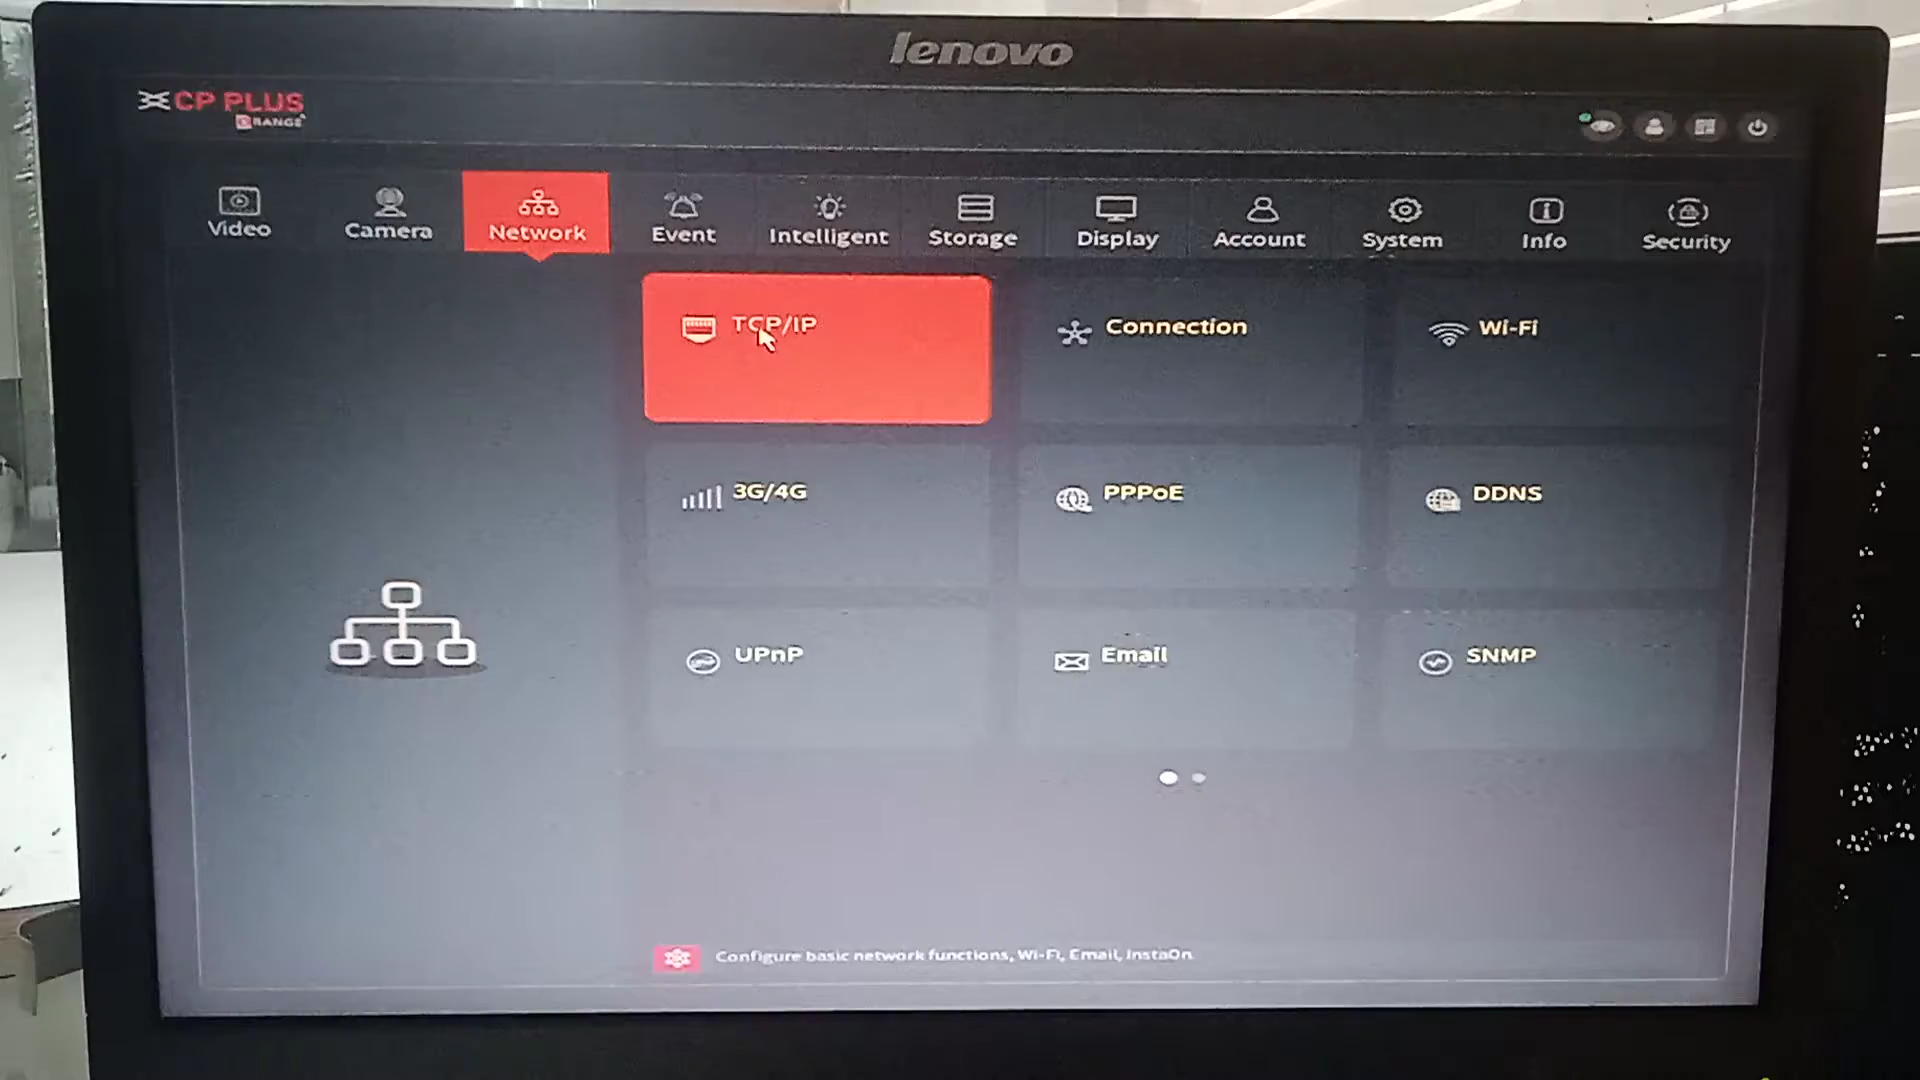 lenovo
CP PLUS
ORANGE
Video
Camera
Network
Event
Intelligent
Storage
Display
Account
System
Info
Security
TCP/IP
Connection
Wi-Fi
3G/4G
PPPoE
DDNS
UPnP
Email
SNMP
Configure basic network functions, Wi-Fi, Email, InstaOn